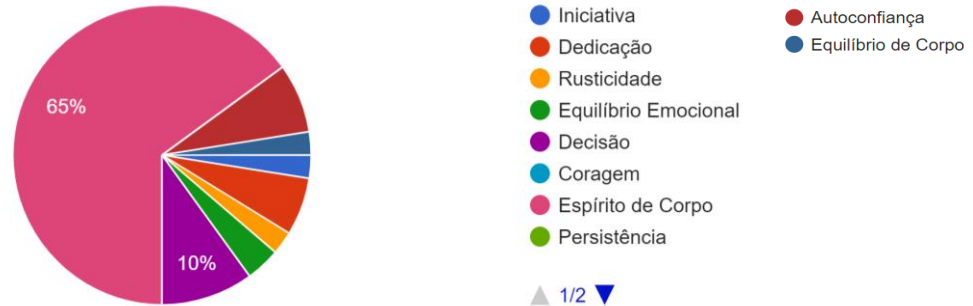 65%
10%
Iniciativa
Dedicação
Rusticidade
Equilíbrio Emocional
Decisão
Coragem
Espírito de Corpo
Persistência
1/2
Autoconfiança
Equilíbrio de Corpo